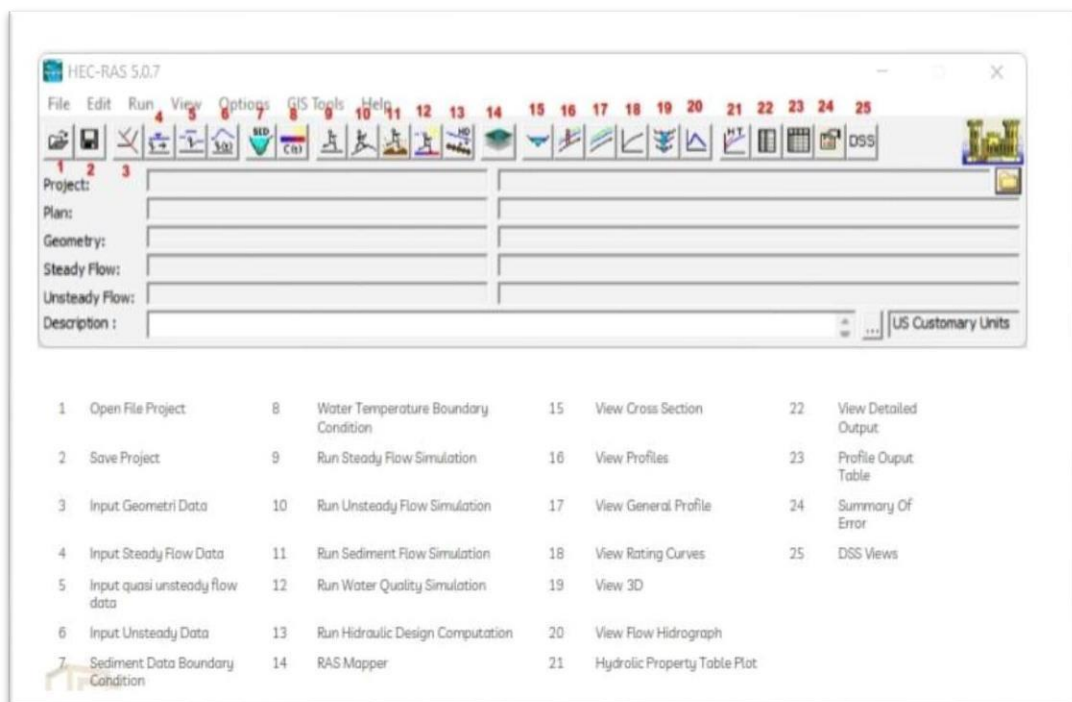 HEC-RAS 5.0.7
File Edit Run View Options GIS Tools Help
4 5 6 7 8 9 10 11 12 13 14 15 16 17 18 19 20 21 22 23 24 25
SED C(t) HD HT DSS
1 2 3
Project:
Plan:
Geometry:
Steady Flow:
Unsteady Flow:
Description : ... US Customary Units
1 Open File Project
2 Save Project
3 Input Geometri Data
4 Input Steady Flow Data
5 Input quasi unsteady flow
data
6 Input Unsteady Data
7 Sediment Data Boundary
Condition
8 Water Temperature Boundary
Condition
9 Run Steady Flow Simulation
10 Run Unsteady Flow Simulation
11 Run Sediment Flow Simulation
12 Run Water Quality Simulation
13 Run Hidraulic Design Computation
14 RAS Mapper
15 View Cross Section
16 View Profiles
17 View General Profile
18 View Rating Curves
19 View 3D
20 View Flow Hidrograph
21 Hydrolic Property Table Plot
22 View Detailed
Output
23 Profile Ouput
Table
24 Summary Of
Error
25 DSS Views